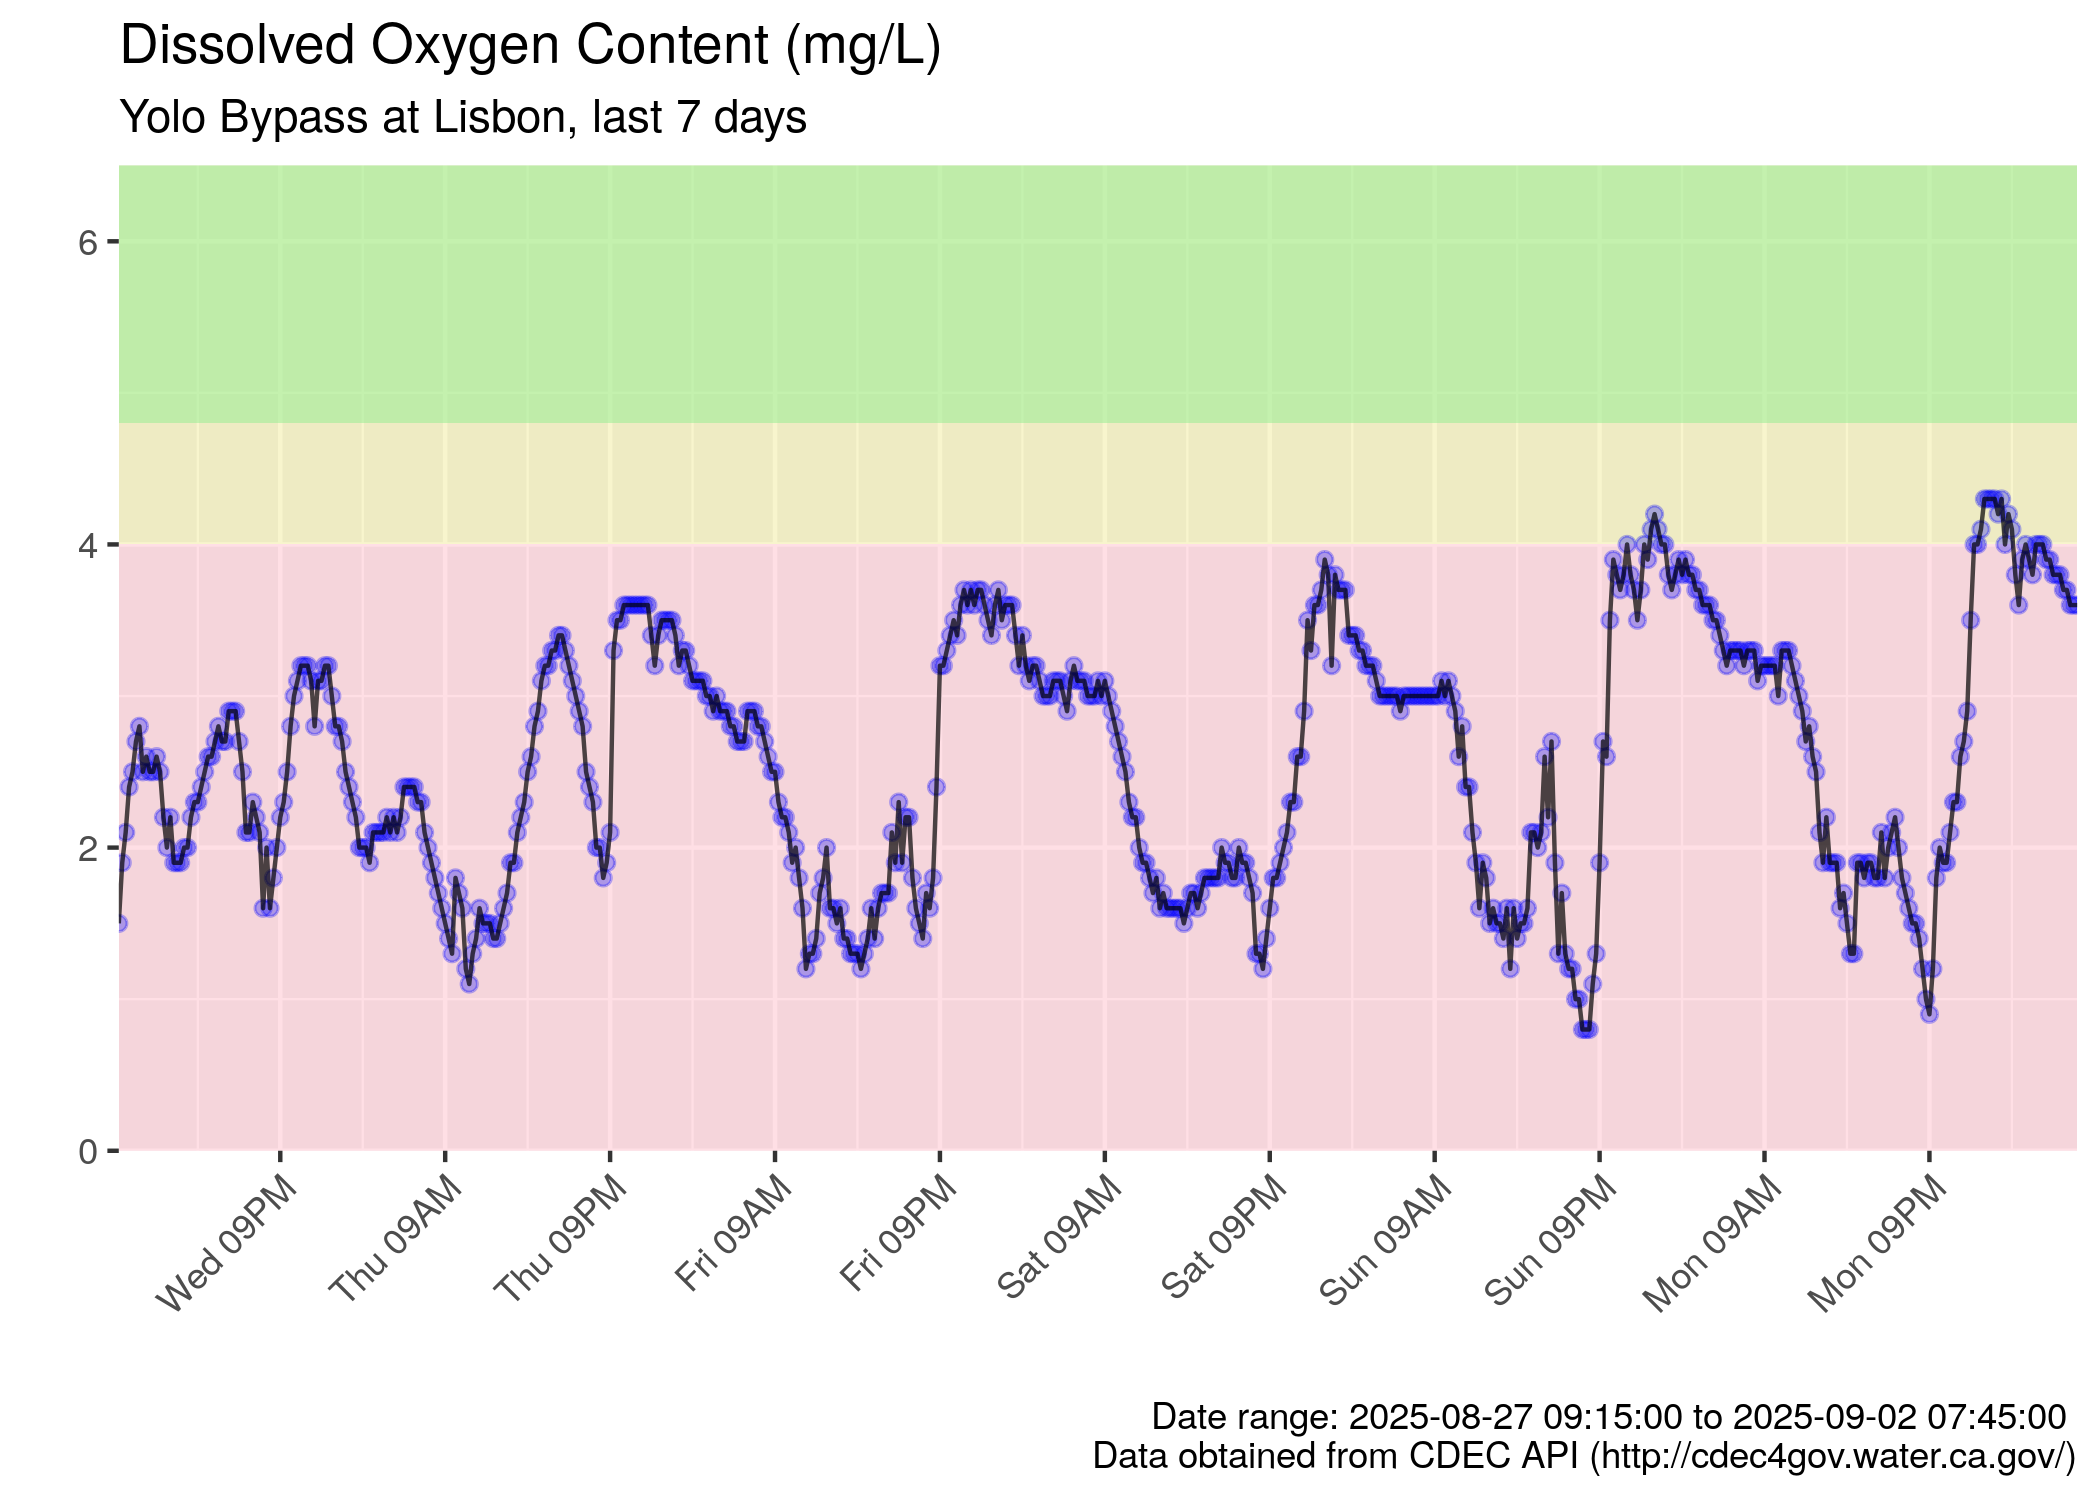 Dissolved Oxygen Content (mg/L)
Yolo Bypass at Lisbon, last 7 days
6
4
2
0
Wed 09PM
Thu 09AM
Thu 09PM
Fri 09AM
Fri 09PM
Sat 09AM
Sat 09PM
Sun 09AM
Sun 09PM
Mon 09AM
Mon 09PM
Date range: 2025-08-27 09:15:00 to 2025-09-02 07:45:00
Data obtained from CDEC API (http://cdec4gov.water.ca.gov/)